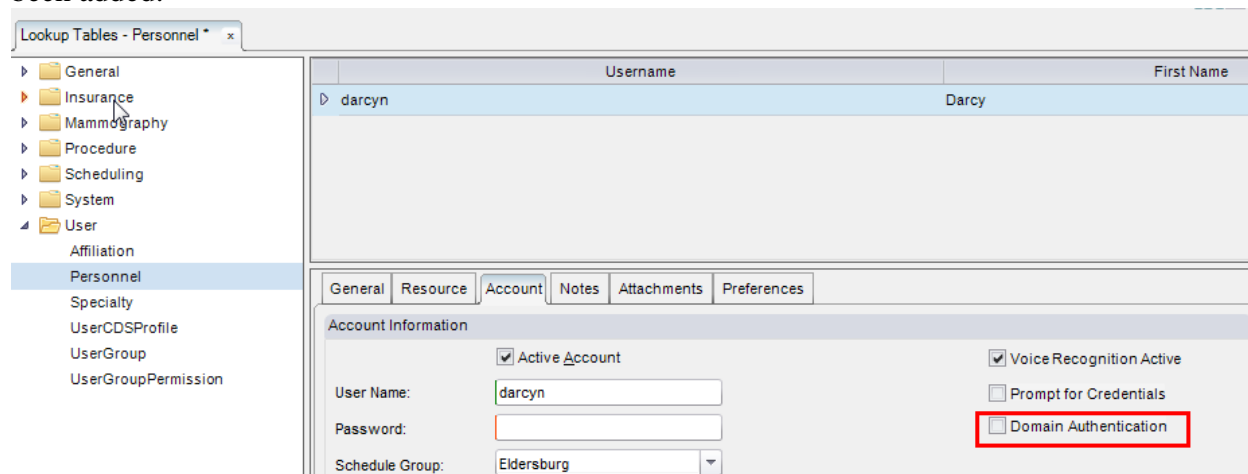 Lookup Tables - Personnel * x
General
Insurance
Mammography
Procedure
Scheduling
System
User
Affiliation
Personnel
Specialty
UserCDSProfile
UserGroup
UserGroupPermission
Username First Name
darcyn Darcy
General Resource Account Notes Attachments Preferences
Account Information
Active Account Voice Recognition Active
User Name: darcyn Prompt for Credentials
Password: Domain Authentication
Schedule Group: Eldersburg